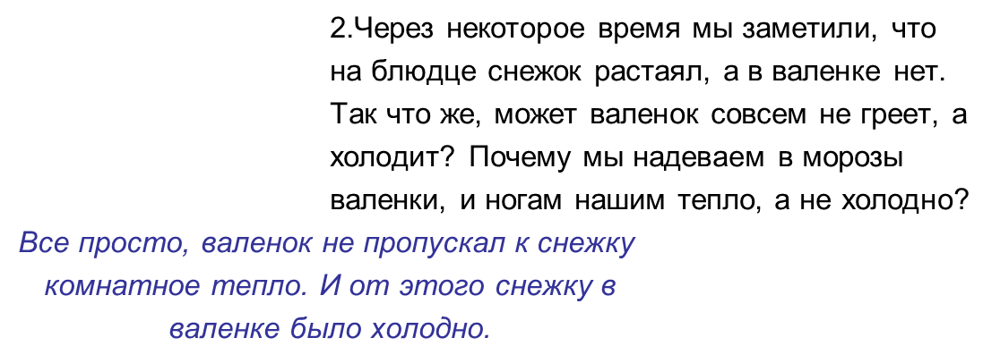 2.Через некоторое время мы заметили, что
на блюдце снежок растаял, а в валенке нет.
Так что же, может валенок совсем не греет, а
холодит? Почему мы надеваем в морозы
валенки, и ногам нашим тепло, а не холодно?
Все просто, валенок не пропускал к снежку
комнатное тепло. И от этого снежку в
валенке было холодно.